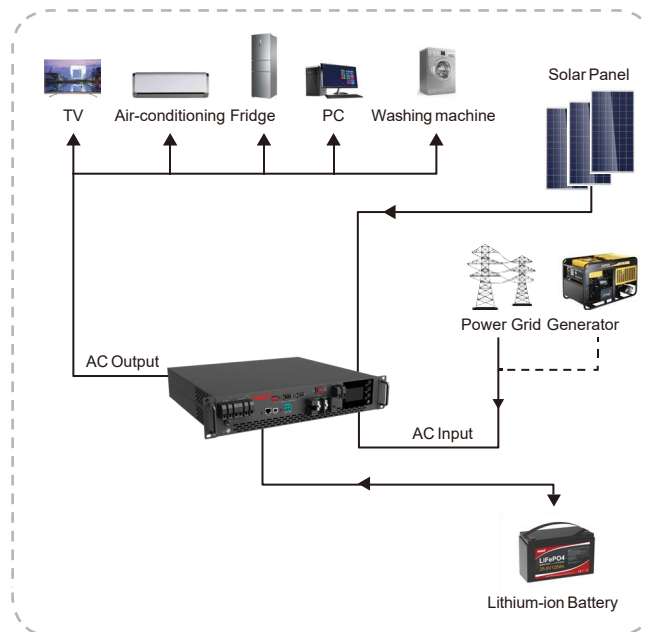 TV
Air-conditioning
Fridge
PC
Washing machine
Solar Panel
Power Grid
Generator
AC Output
AC Input
LiFePO4
Lithium-ion Battery